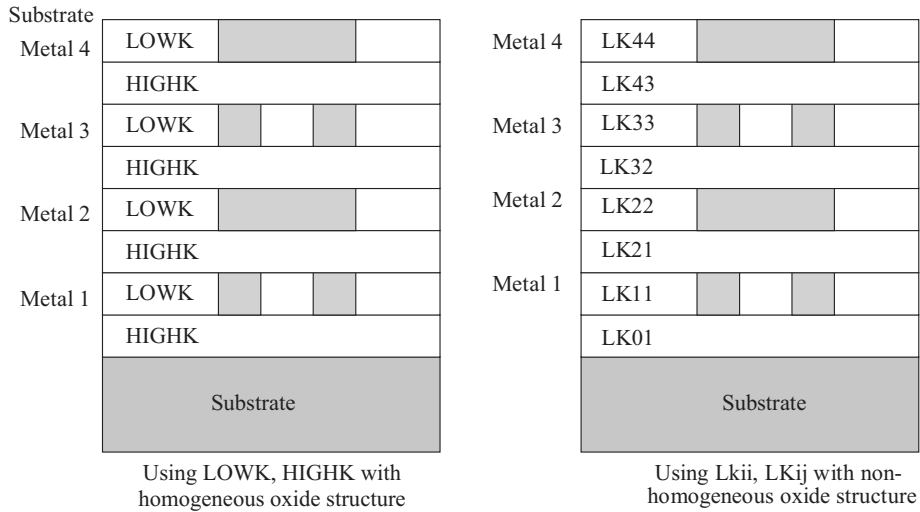 Substrate
Metal 4
LOWK
HIGHK
Metal 3
LOWK
HIGHK
Metal 2
LOWK
HIGHK
Metal 1
LOWK
HIGHK
Substrate
Using LOWK, HIGHK with
homogeneous oxide structure
Metal 4
LK44
LK43
Metal 3
LK33
LK32
Metal 2
LK22
LK21
Metal 1
LK11
LK01
Substrate
Using Lkii, LKij with non-
homogeneous oxide structure